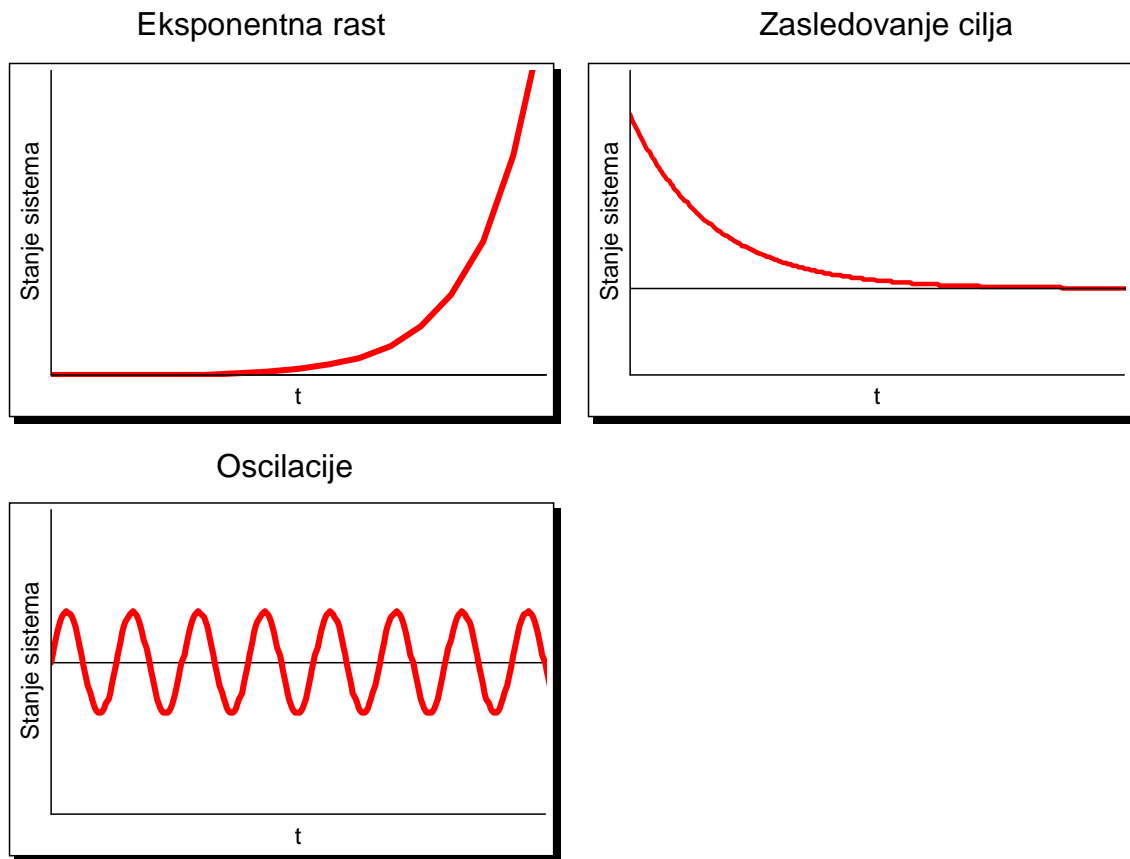 Eksponentna rast
Stanje sistema
t
Zasledovanje cilja
Stanje sistema
t
Oscilacije
Stanje sistema
t